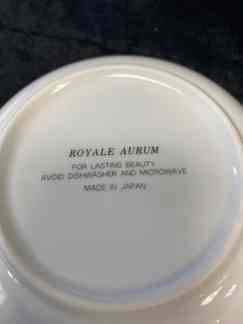 ROYALE AURUM
FOR LASTING BEAUTY
AVOID DISHWASHER AND MICROWAVE
MADE IN JAPAN